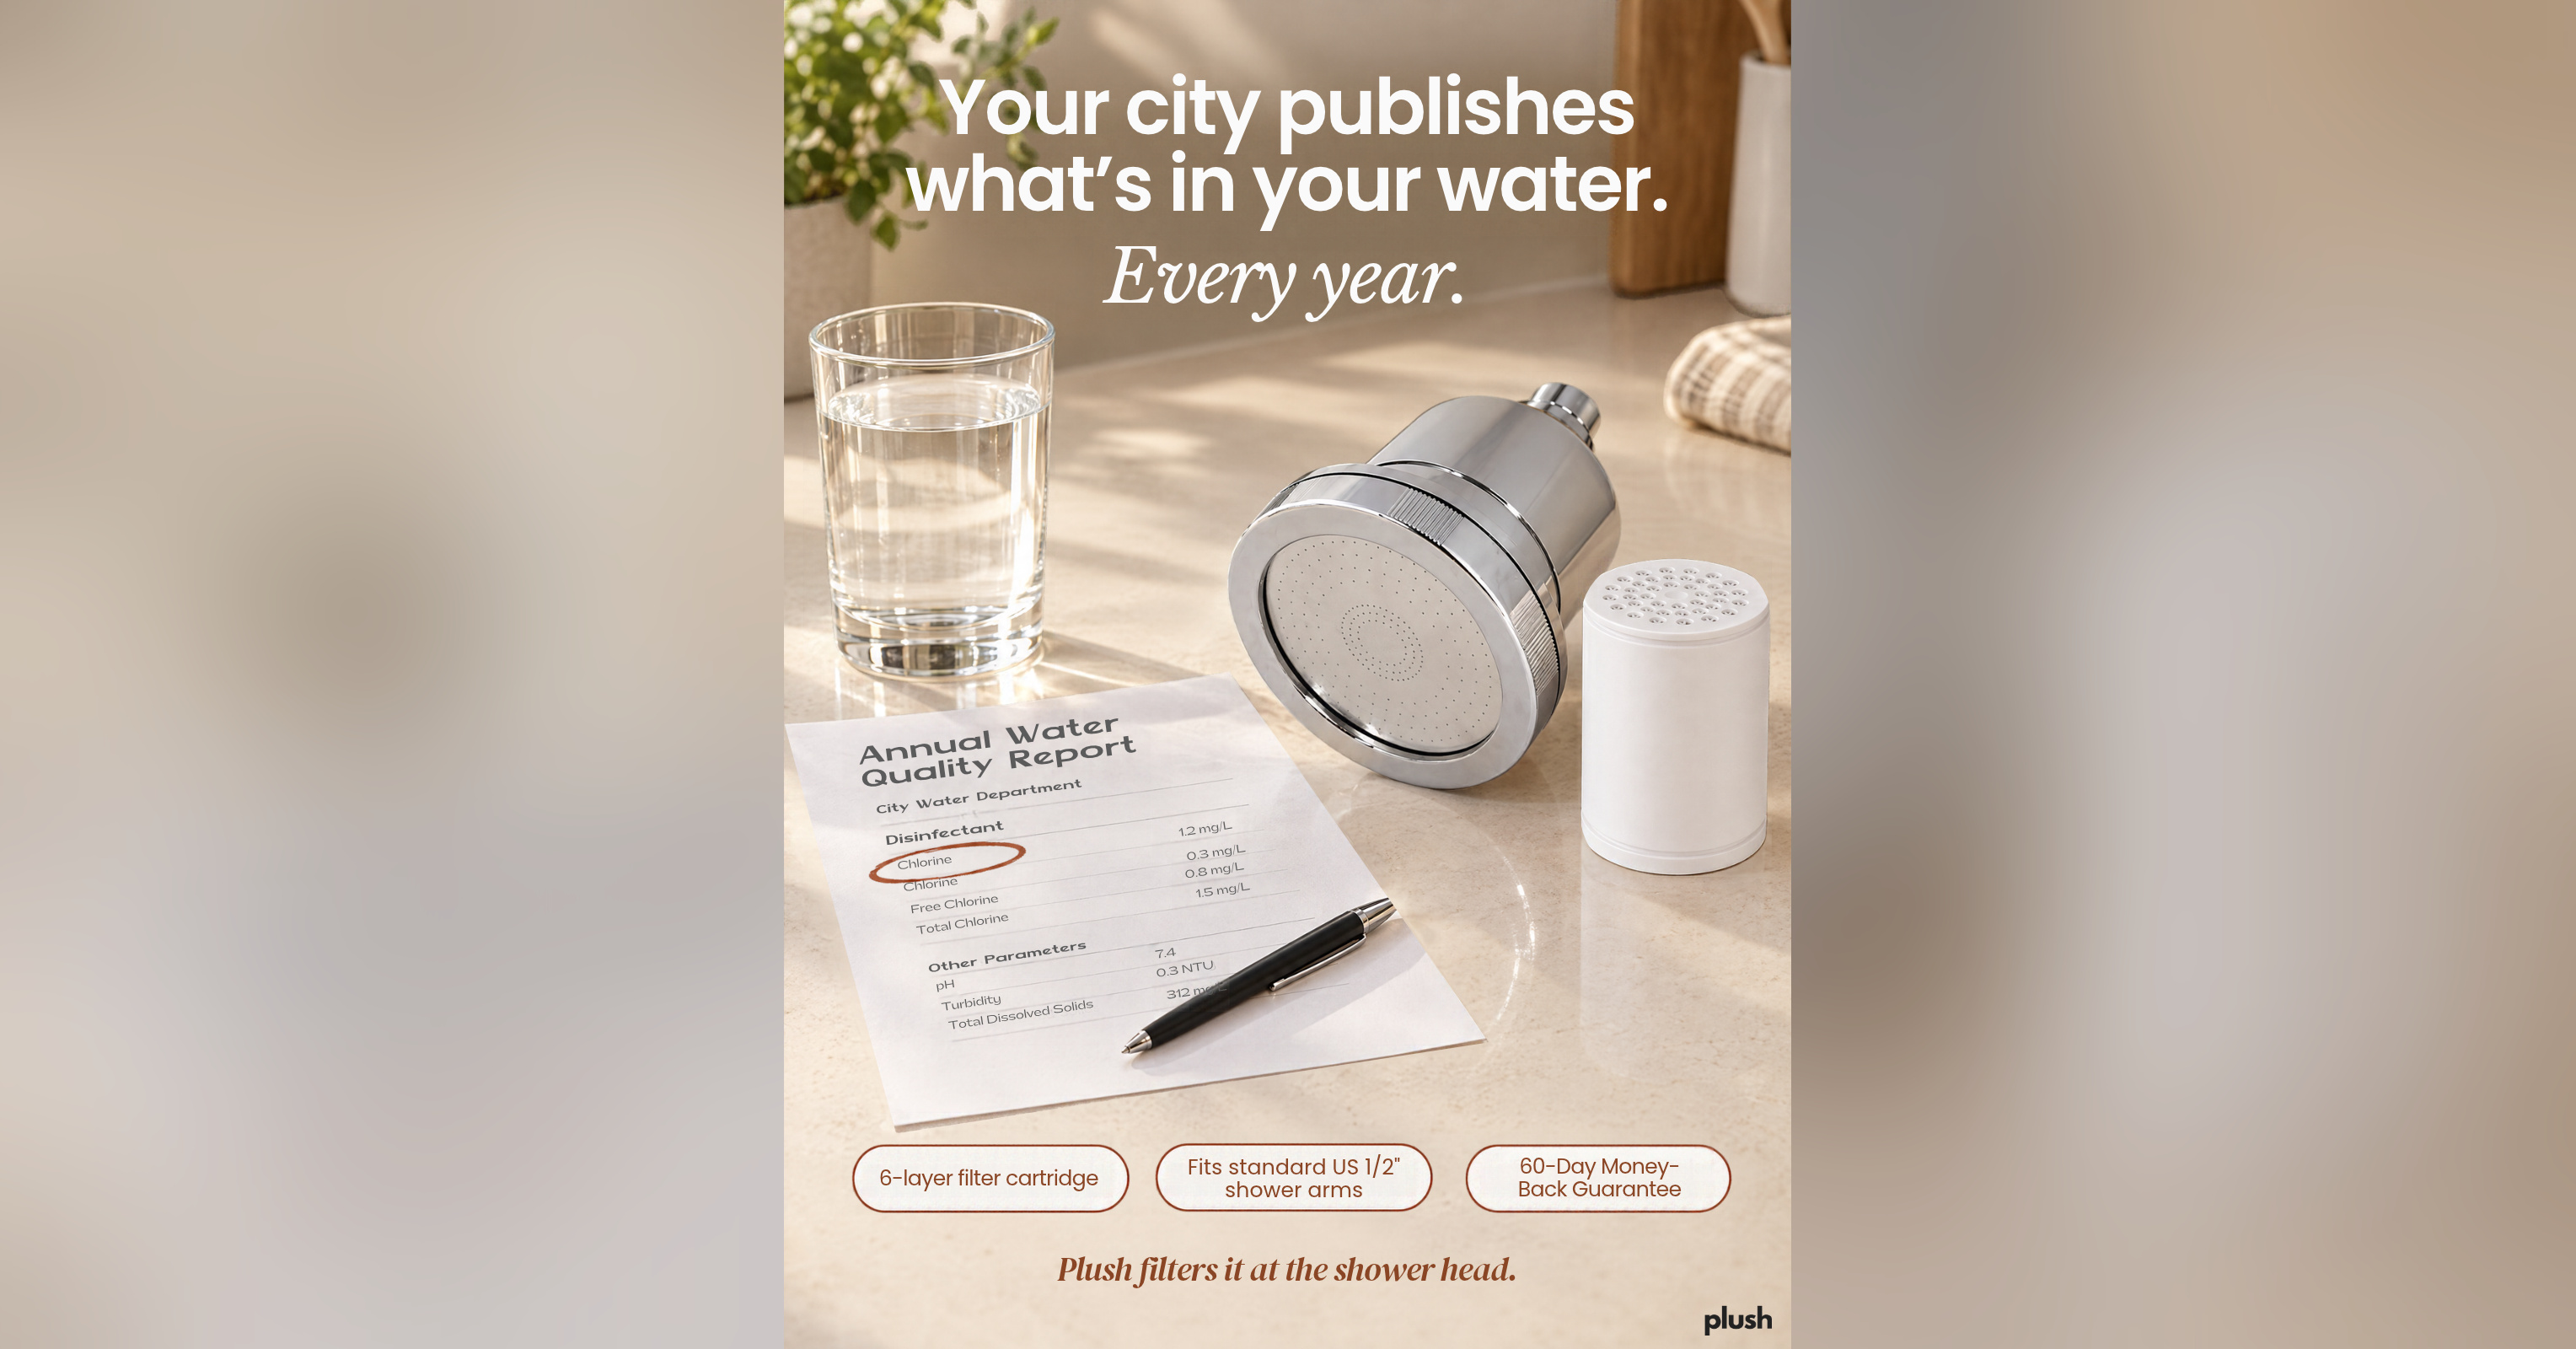 Your city publishes
what's in your water.
Every year.
Annual Water
Quality Report
City Water Department
Disinfectant
1.2 mg/L
Chlorine
0.3 mg/L
Chlorine
0.8 mg/L
Free Chlorine
1.5 mg/L
Total Chlorine
Other Parameters
7.4
pH
0.3 NTU
Turbidity
312
Total Dissolved Solids
6-layer filter cartridge
Fits standard US 1/2"
shower arms
60-Day Money-
Back Guarantee
Plush filters it at the shower head.
plush